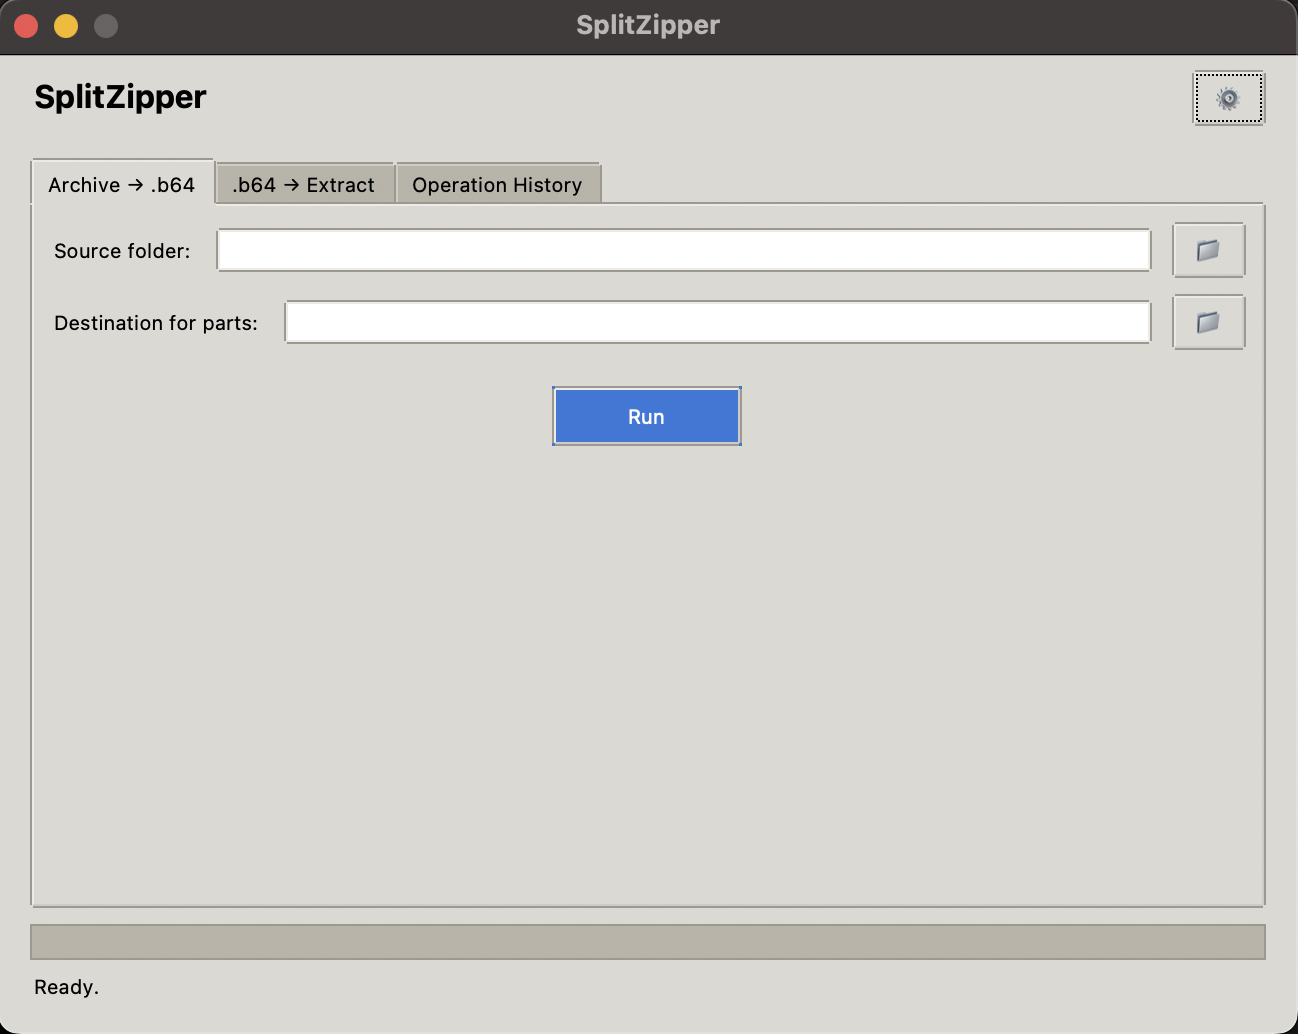 SplitZipper
SplitZipper
Archive → .b64
.b64 → Extract
Operation History
Source folder:
Destination for parts:
Run
Ready.